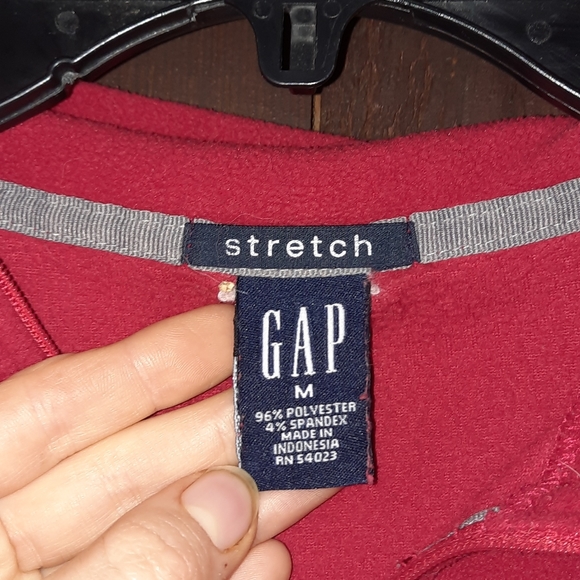 stretch
GAP
M
96% POLYESTER
4% SPANDEX
MADE IN
INDONESIA
RN 54023